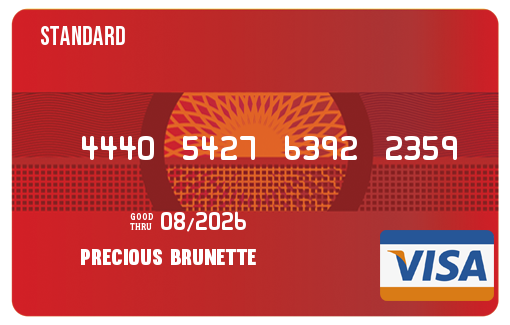 STANDARD
4440 5427 6392 2359
GOOD
THRU 08/2026
PRECIOUS BRUNETTE
VISA